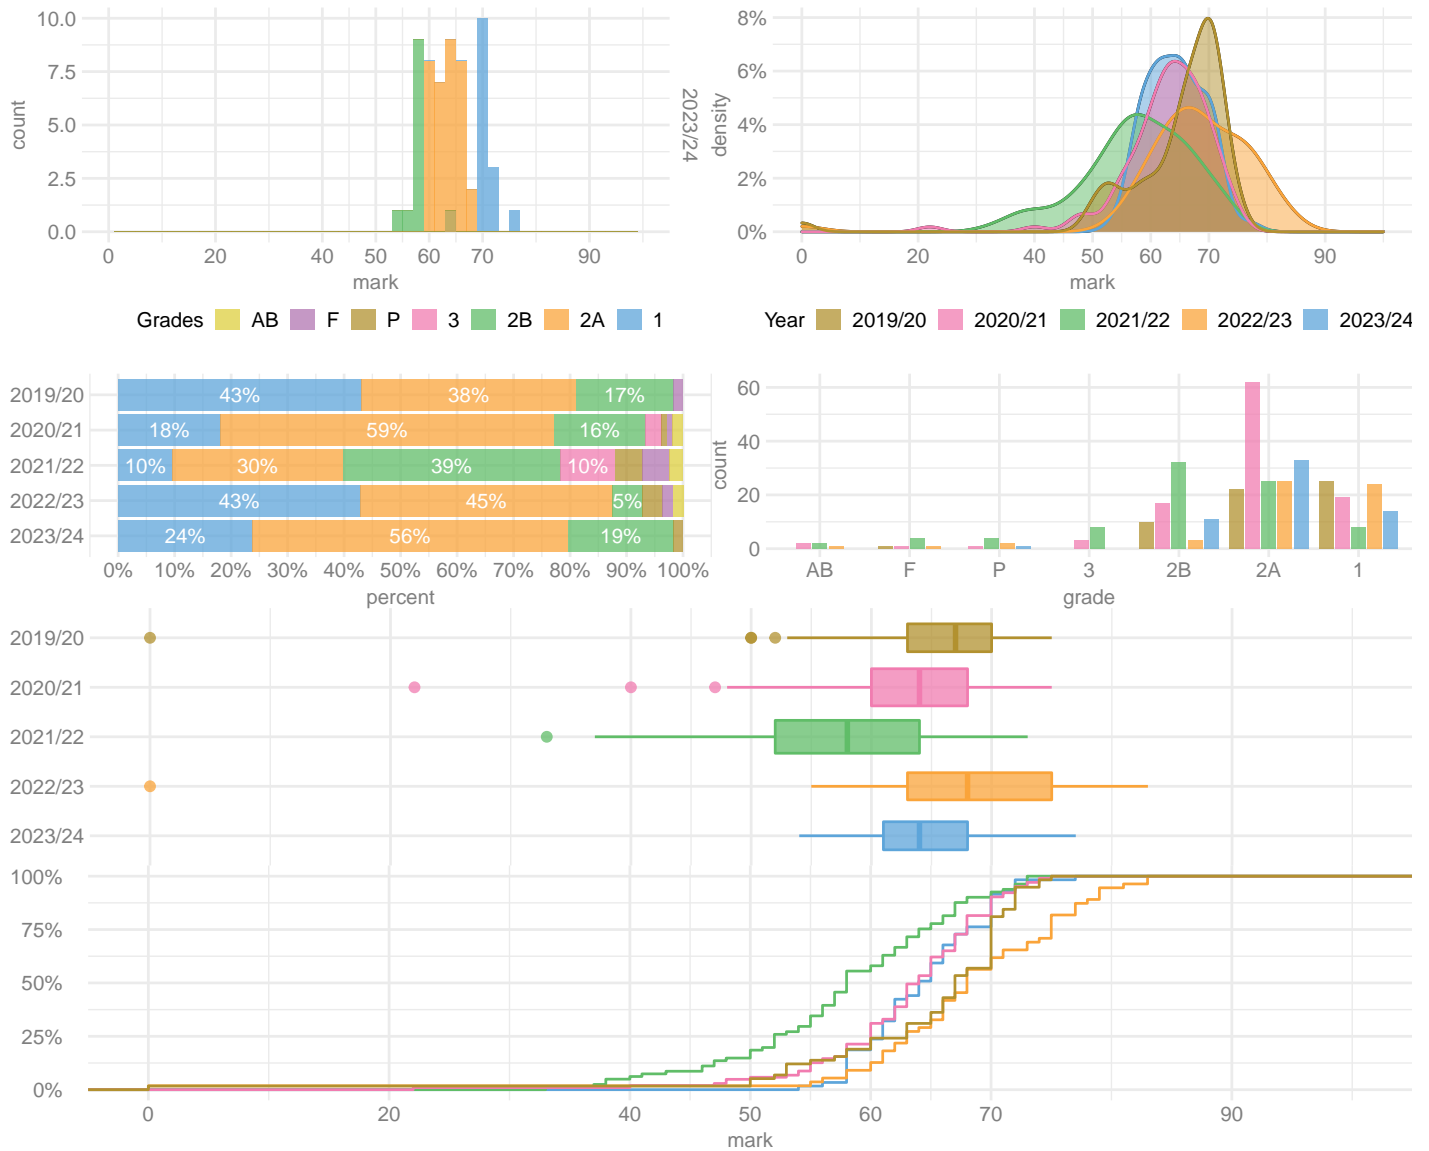 10.0
7.5
5.0
2.5
0.0
count
0 20 40 50 60 70 90
mark
2023/24
8%
6%
4%
2%
0%
density
0 20 40 50 60 70 90
mark
Grades AB F P 3 2B 2A 1
Year 2019/20 2020/21 2021/22 2022/23 2023/24
2019/20 43% 38% 17%
2020/21 18% 59% 16%
2021/22 10% 30% 39% 10%
2022/23 43% 45% 5%
2023/24 24% 56% 19%
0% 10% 20% 30% 40% 50% 60% 70% 80% 90% 100%
percent
60
40
20
0
count
AB F P 3 2B 2A 1
grade
2019/20
2020/21
2021/22
2022/23
2023/24
100%
75%
50%
25%
0%
0 20 40 50 60 70 90
mark